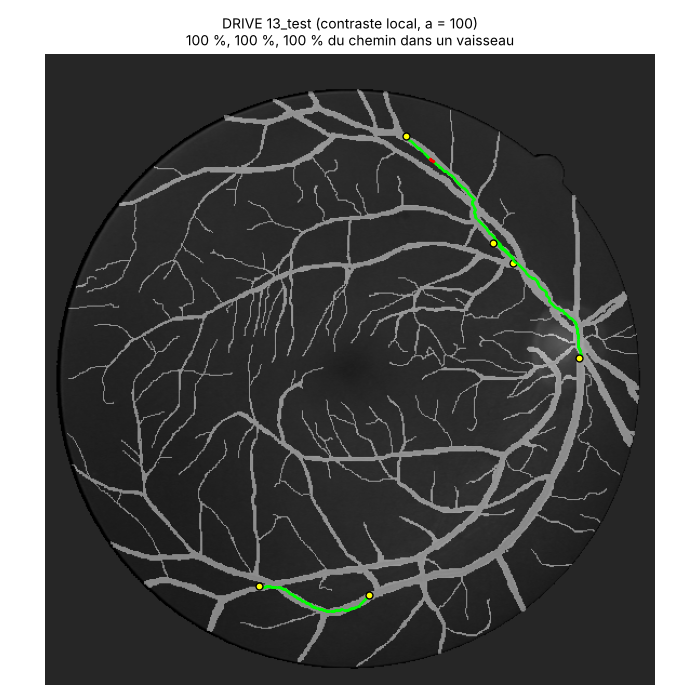 DRIVE 13_test (contraste local, a = 100)
100 %, 100 %, 100 % du chemin dans un vaisseau